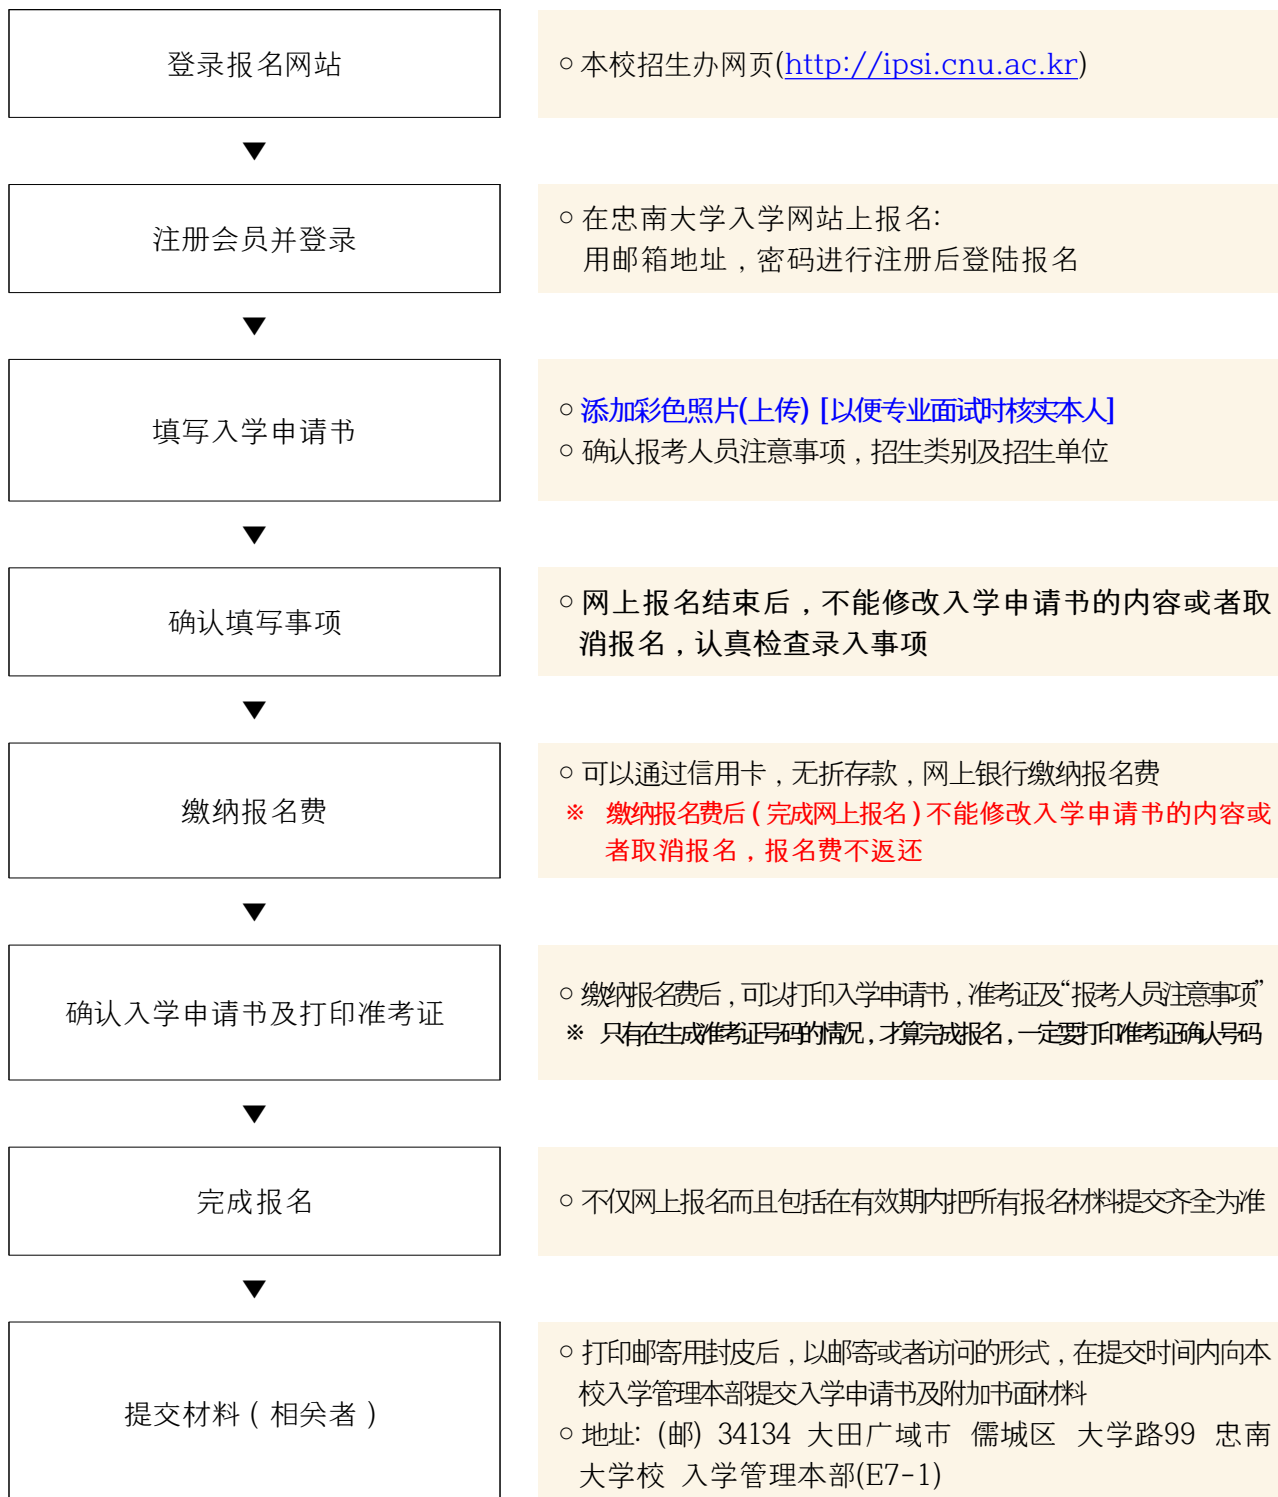 登录报名网站
○ 本校招生办网页(http://ipsi.cnu.ac.kr)
▼
注册会员并登录
○ 在忠南大学入学网站上报名:
用邮箱地址，密码进行注册后登陆报名
▼
填写入学申请书
○ 添加彩色照片(上传) [以便专业面试时核实本人]
○ 确认报考人员注意事项，招生类别及招生单位
▼
确认填写事项
○ 网上报名结束后，不能修改入学申请书的内容或者取
消报名，认真检查录入事项
▼
缴纳报名费
○ 可以通过信用卡，无折存款，网上银行缴纳报名费
※ 缴纳报名费后（完成网上报名）不能修改入学申请书的内容或
者取消报名，报名费不返还
▼
确认入学申请书及打印准考证
○ 缴纳报名费后，可以打印入学申请书，准考证及“报考人员注意事项”
※ 只有在生成准考证号码的情况，才算完成报名，一定要打印准考证确认号码
▼
完成报名
○ 不仅网上报名而且包括在有效期内把所有报名材料提交齐全为准
▼
提交材料（相关者）
○ 打印邮寄用封皮后，以邮寄或者访问的形式，在提交时间内向本
校入学管理本部提交入学申请书及附加书面材料
○ 地址: (邮) 34134 大田广域市 儒城区 大学路99 忠南
大学校 入学管理本部(E7-1)